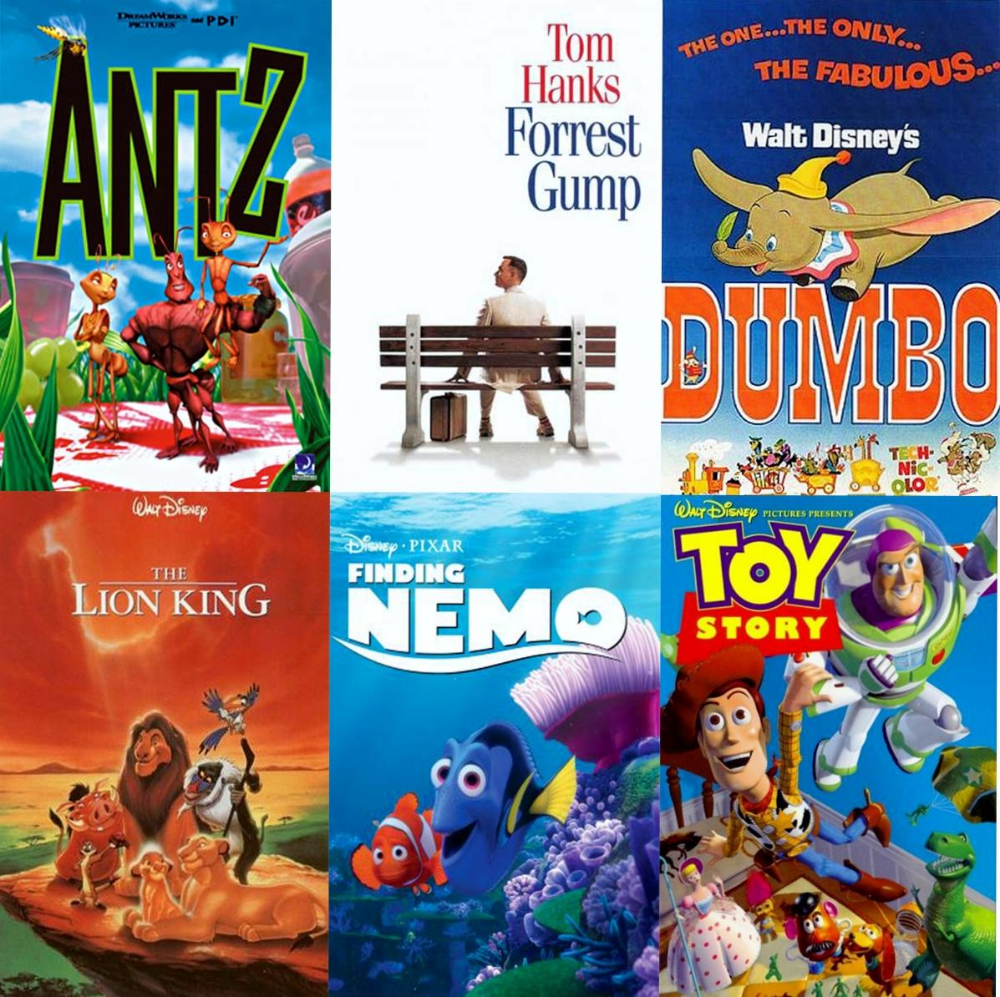 DREAMWORKS PICTURES and PDI
ANTZ
Tom
Hanks
Forrest
Gump
THE ONE...THE ONLY...
THE FABULOUS...
Walt Disney's
DUMBO
TECH-
NIC-
OLOR
WALT DISNEY
THE
LION KING
DISNEY · PIXAR
FINDING
NEMO
WALT DISNEY PICTURES PRESENTS
TOY
STORY